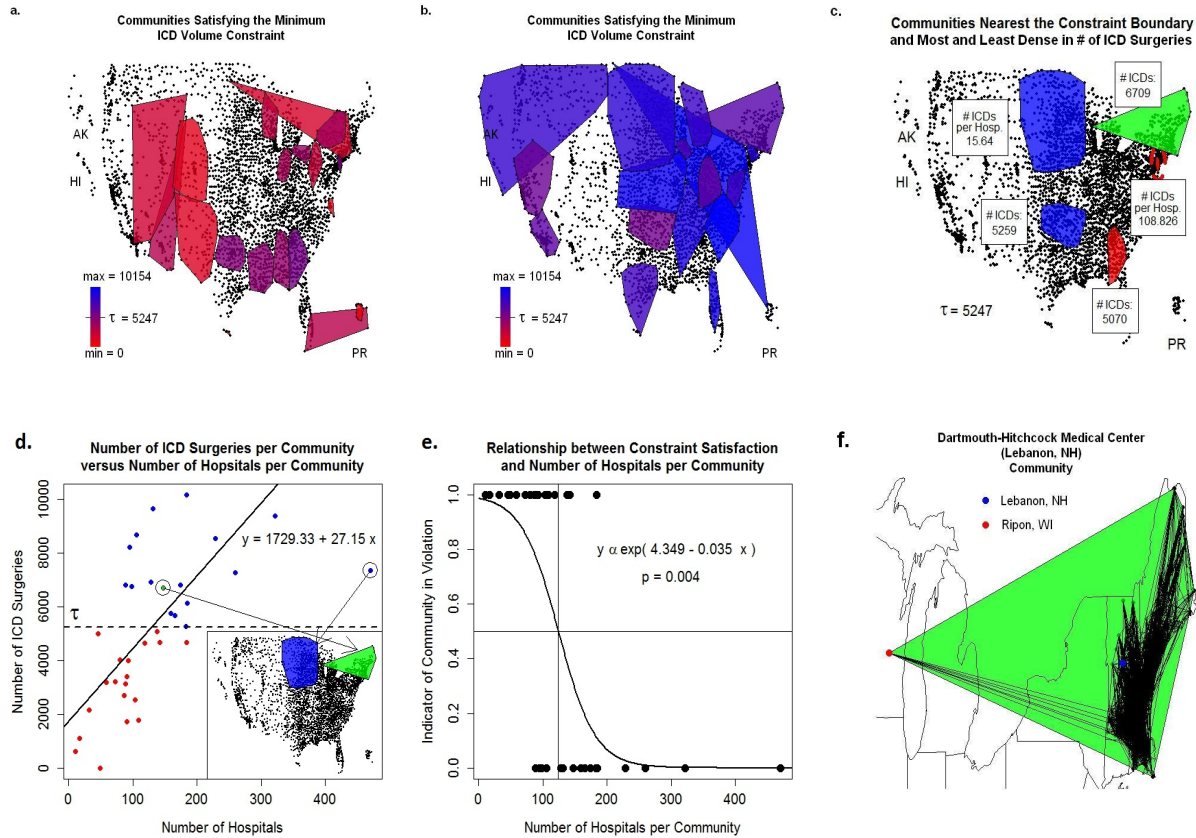 a.
Communities Satisfying the Minimum
ICD Volume Constraint
AK
HI
max = 10154
τ = 5247
min = 0
PR
b.
Communities Satisfying the Minimum
ICD Volume Constraint
AK
HI
max = 10154
τ = 5247
min = 0
PR
c.
Communities Nearest the Constraint Boundary
and Most and Least Dense in # of ICD Surgeries
# ICDs:
6709
# ICDs
per Hosp.
15.64
AK
HI
# ICDs
per Hosp.
108.826
# ICDs:
5259
# ICDs:
5070
τ = 5247
PR
d.
Number of ICD Surgeries per Community
versus Number of Hopsitals per Community
Number of ICD Surgeries
10000
8000
6000
4000
2000
0
y = 1729.33 + 27.15 x
τ
0
100
200
300
400
Number of Hospitals
e.
Relationship between Constraint Satisfaction
and Number of Hospitals per Community
Indicator of Community in Violation
1.0
0.8
0.6
0.4
0.2
0.0
y α exp( 4.349 - 0.035 x )
p = 0.004
0
100
200
300
400
Number of Hospitals per Community
f.
Dartmouth-Hitchcock Medical Center
(Lebanon, NH)
Community
Lebanon, NH
Ripon, WI